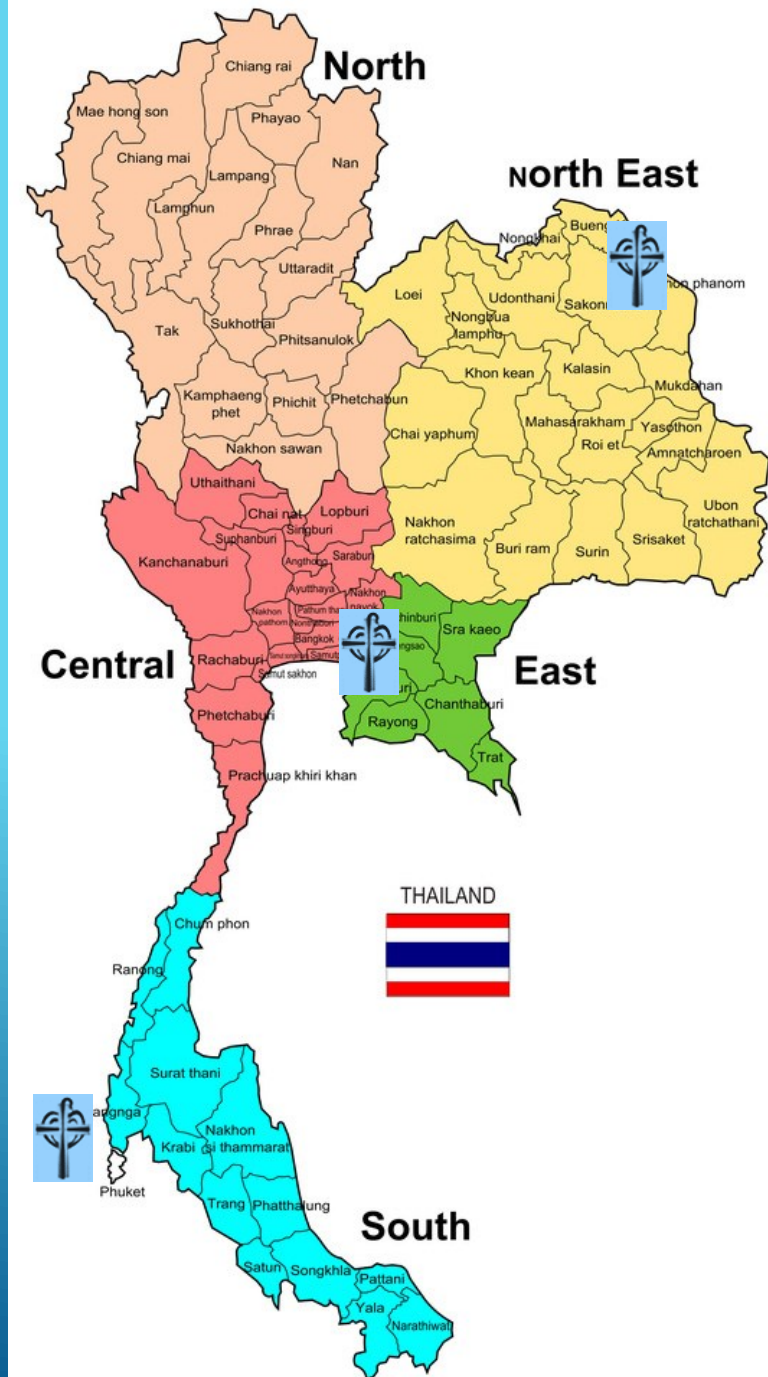 North
Chiang rai
Mae hong son
Phayao
Chiang mai
Nan
Lampang
Lamphun
Phrae
Uttaradit
Tak
Sukhothai
Phitsanulok
Kamphaeng
phet
Phichit
Phetchabun
Nakhon sawan
North East
Nongkhai
Loei
Udonthani
Nongbua
lamphu
Khon kean
Kalasin
Mukdahan
Chai yaphum
Mahasarakham
Roi et
Yasothon
Amnatcharoen
Nakhon
ratchasima
Buri ram
Surin
Srisaket
Ubon
ratchathani
Central
Uthaithani
Chai nat
Singburi
Lopburi
Suphanburi
Kanchanaburi
Angthong
Saraburi
Ayutthaya
Nakhon
nayok
Nakhon
pathom
Pathum
Nonthaburi
Bangkok
Samut sakhon
Rachaburi
Phetchaburi
Prachuap khiri khan
East
Sra kaeo
Chanthaburi
Rayong
Trat
THAILAND
Chum phon
Ranong
Surat thani
Krabi
Nakhon
si thammarat
Phuket
Trang
Phatthalung
South
Satun
Songkhla
Pattani
Yala
Narathiwat